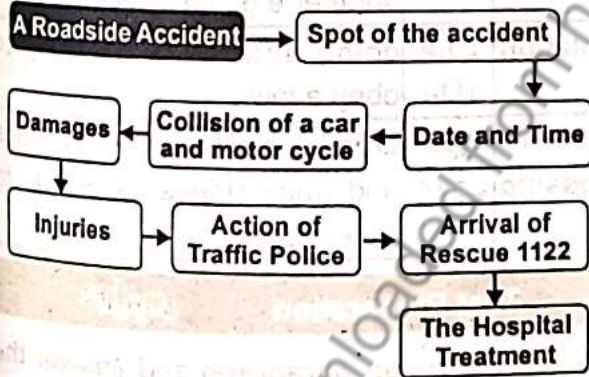 A Roadside Accident
Spot of the accident
Date and Time
Collision of a car
and motor cycle
Damages
Injuries
Action of
Traffic Police
Arrival of
Rescue 1122
The Hospital
Treatment